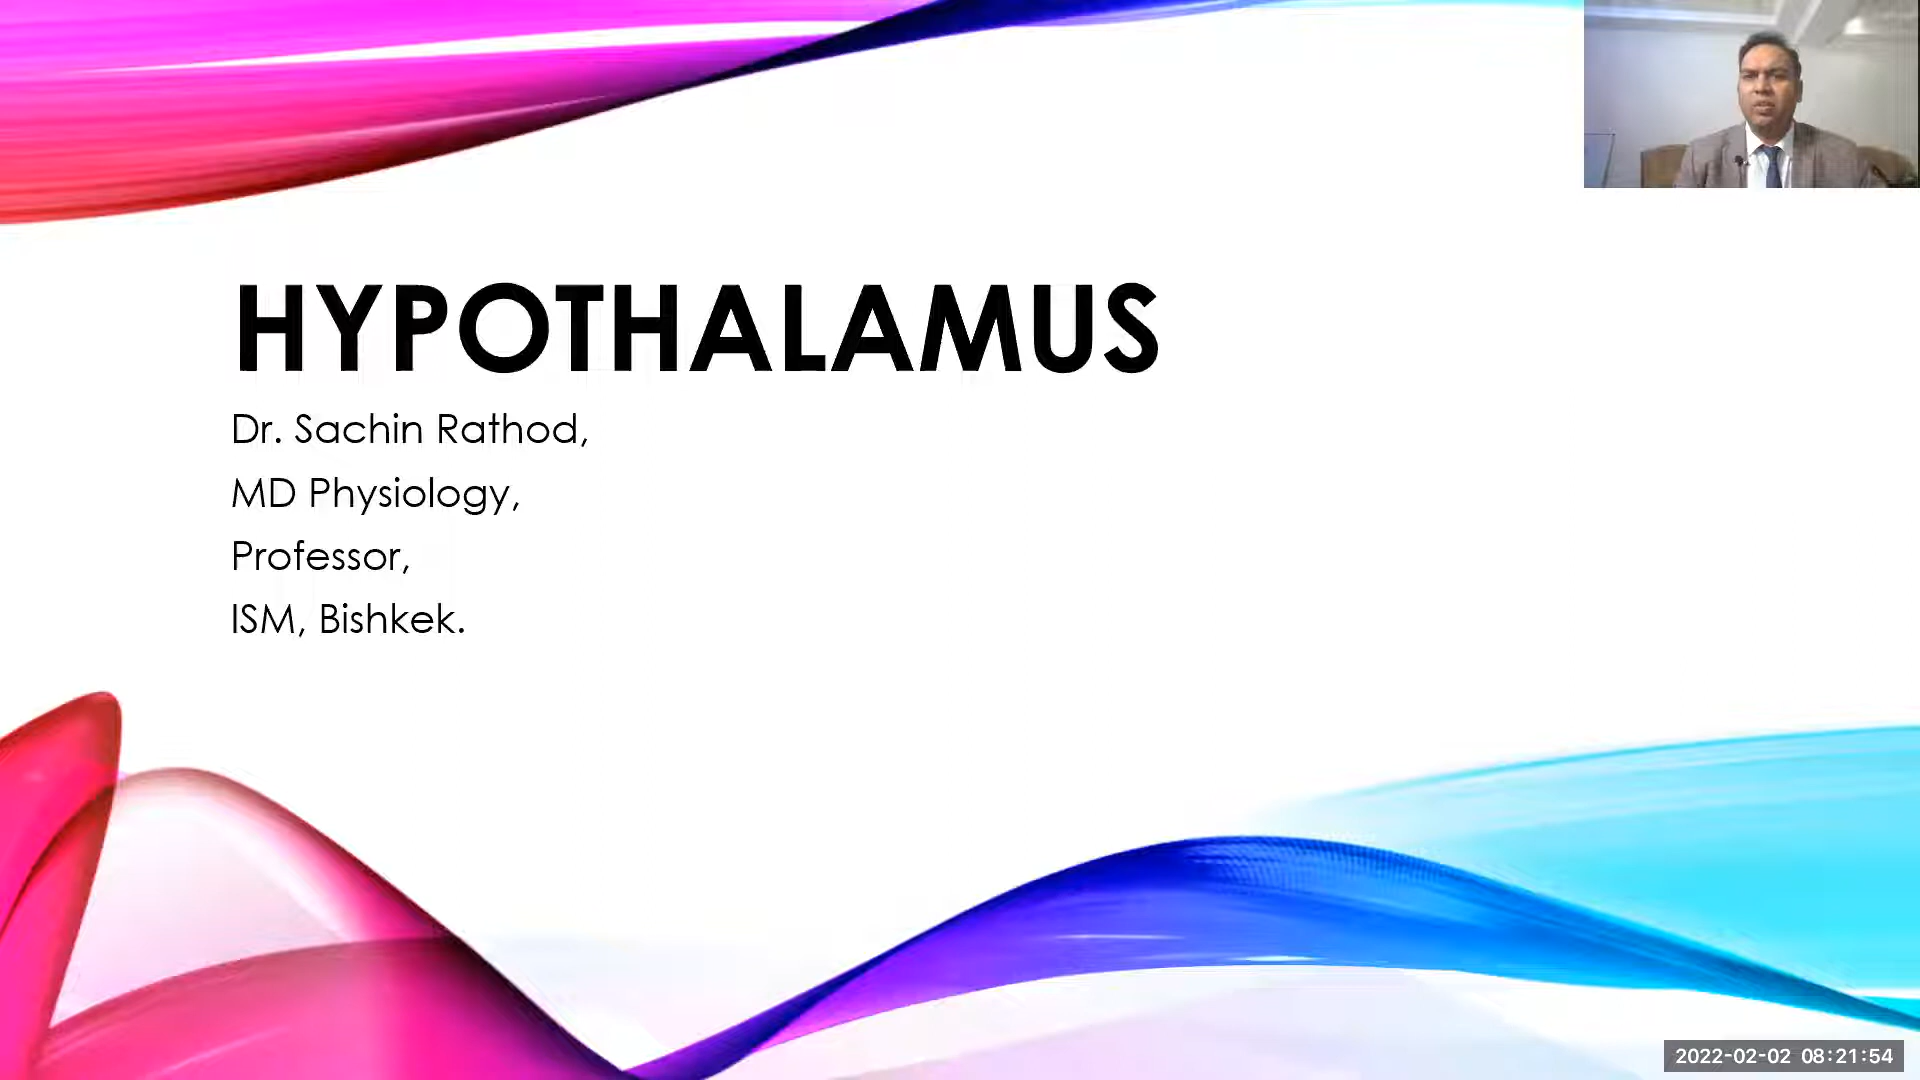 HYPOTHALAMUS
Dr. Sachin Rathod,
MD Physiology,
Professor,
ISM, Bishkek.
2022-02-02 08:21:54